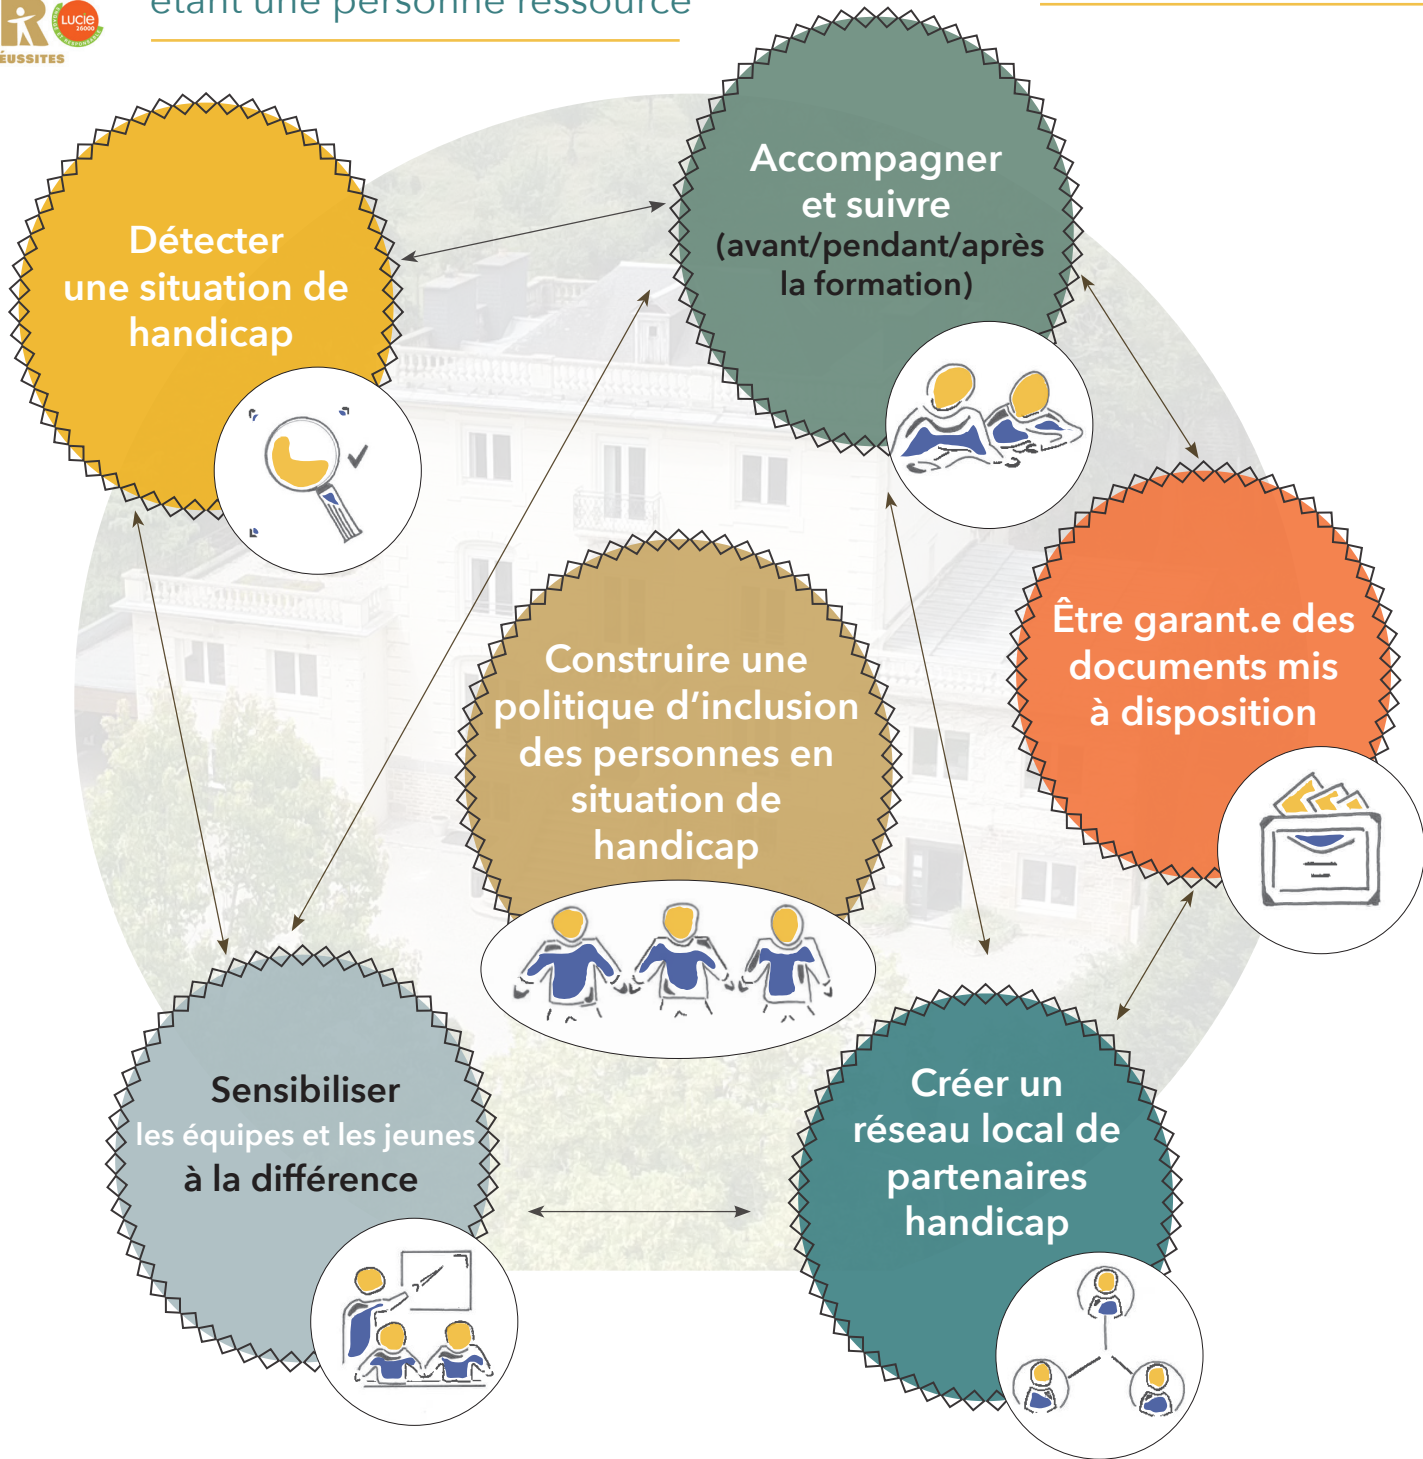 étant une personne ressource
LUCIE
26000
ÉUSSITES
Détecter
une situation de
handicap
Accompagner
et suivre
(avant/pendant/après
la formation)
Être garant.e des
documents mis
à disposition
Construire une
politique d’inclusion
des personnes en
situation de
handicap
Sensibiliser
les équipes et les jeunes
à la différence
Créer un
réseau local de
partenaires
handicap